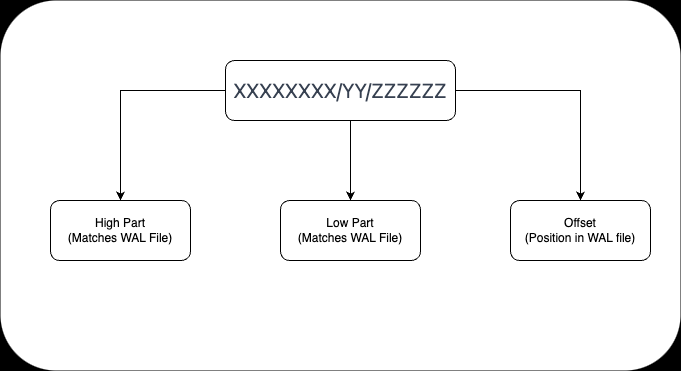 XXXXXXXX/YY/ZZZZZZ
High Part
(Matches WAL File)
Low Part
(Matches WAL File)
Offset
(Position in WAL file)